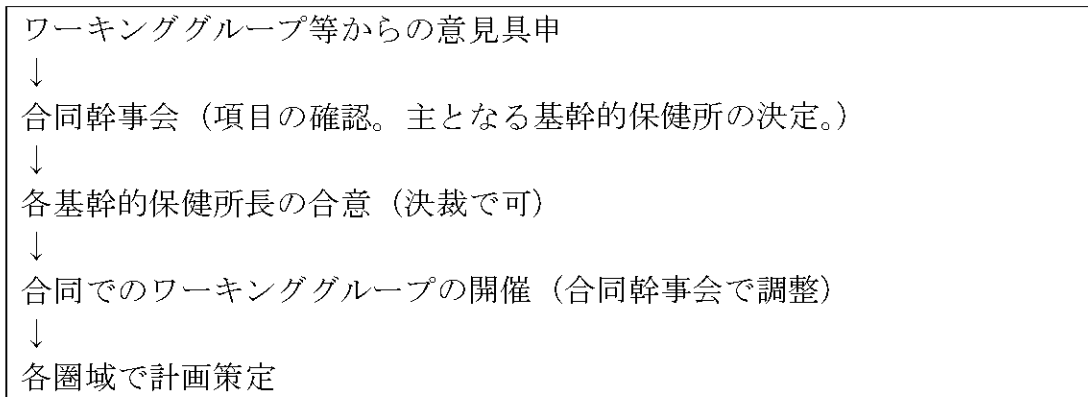 ワーキンググループ等からの意見具申
↓
合同幹事会（項目の確認。主となる基幹的保健所の決定。）
↓
各基幹的保健所長の合意（決裁で可）
↓
合同でのワーキンググループの開催（合同幹事会で調整）
↓
各圏域で計画策定